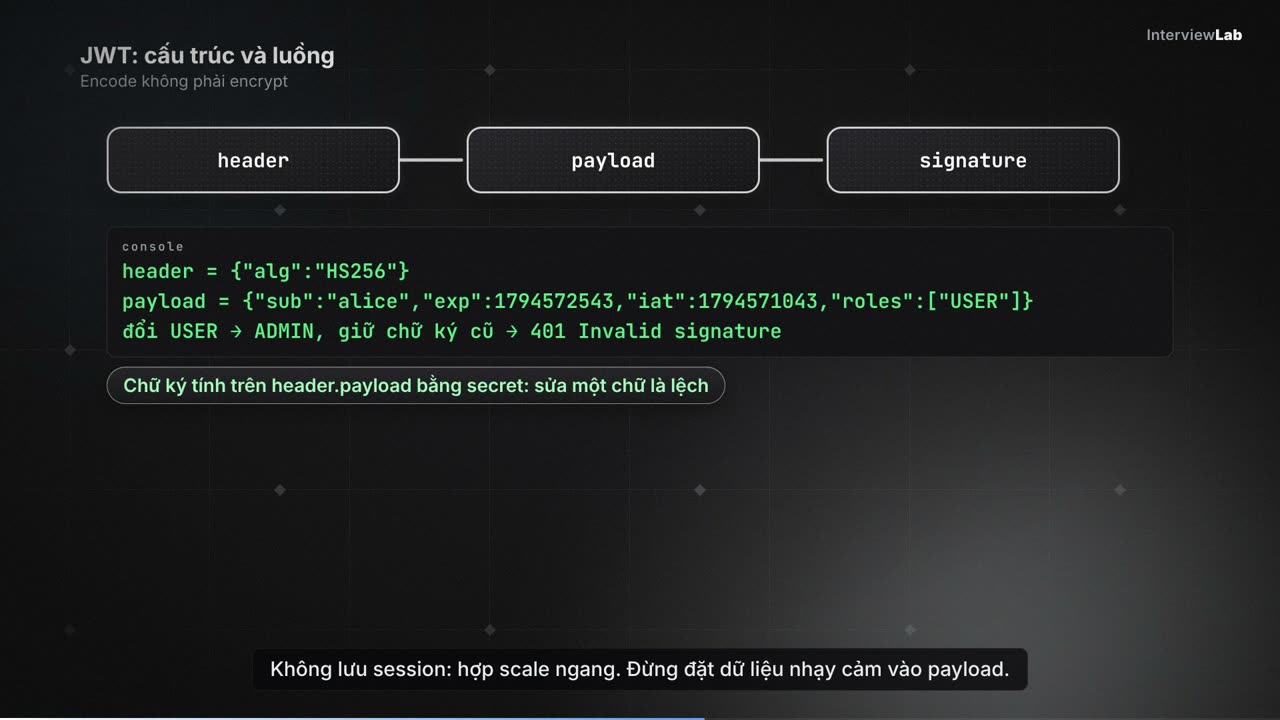 JWT: cấu trúc và luồng
InterviewLab
Encode không phải encrypt
header
payload
signature
console
header = {"alg":"HS256"}
payload = {"sub":"alice","exp":1794572543,"iat":1794571043,"roles":["USER"]}
đổi USER → ADMIN, giữ chữ ký cũ → 401 Invalid signature
Chữ ký tính trên header.payload bằng secret: sửa một chữ là lệch
Không lưu session: hợp scale ngang. Đừng đặt dữ liệu nhạy cảm vào payload.